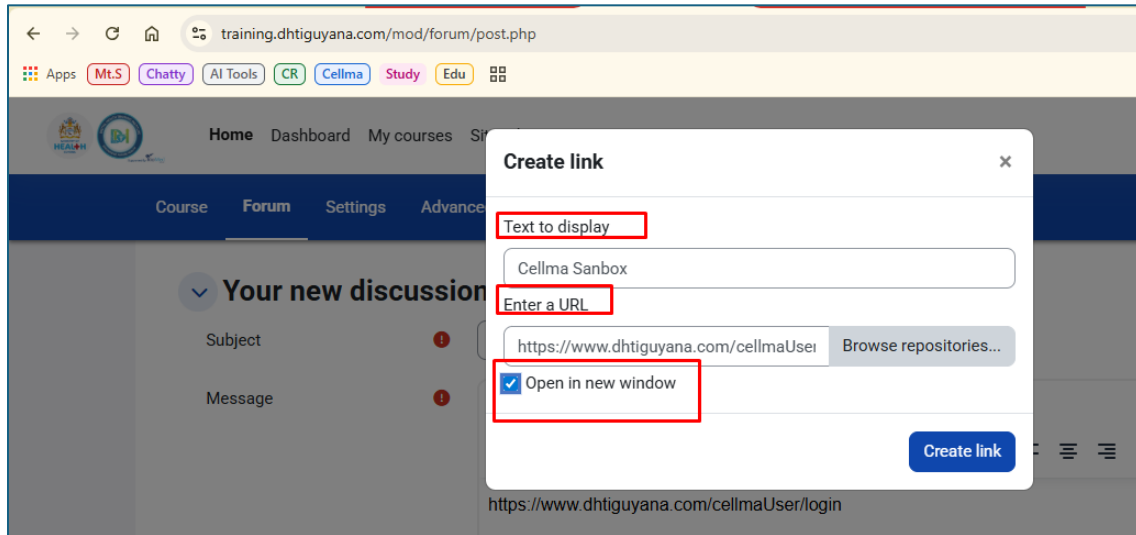 training.dhtiguyana.com/mod/forum/post.php
Apps Mt.S Chatty AI Tools CR Cellma Study Edu
HEALTH
Home Dashboard My courses
Course Forum Settings
Create link
Text to display
Cellma Sanbox
Enter a URL
https://www.dhtiguyana.com/cellmaUser
Browse repositories...
Open in new window
Create link
Your new discussion
Subject
Message
https://www.dhtiguyana.com/cellmaUser/login